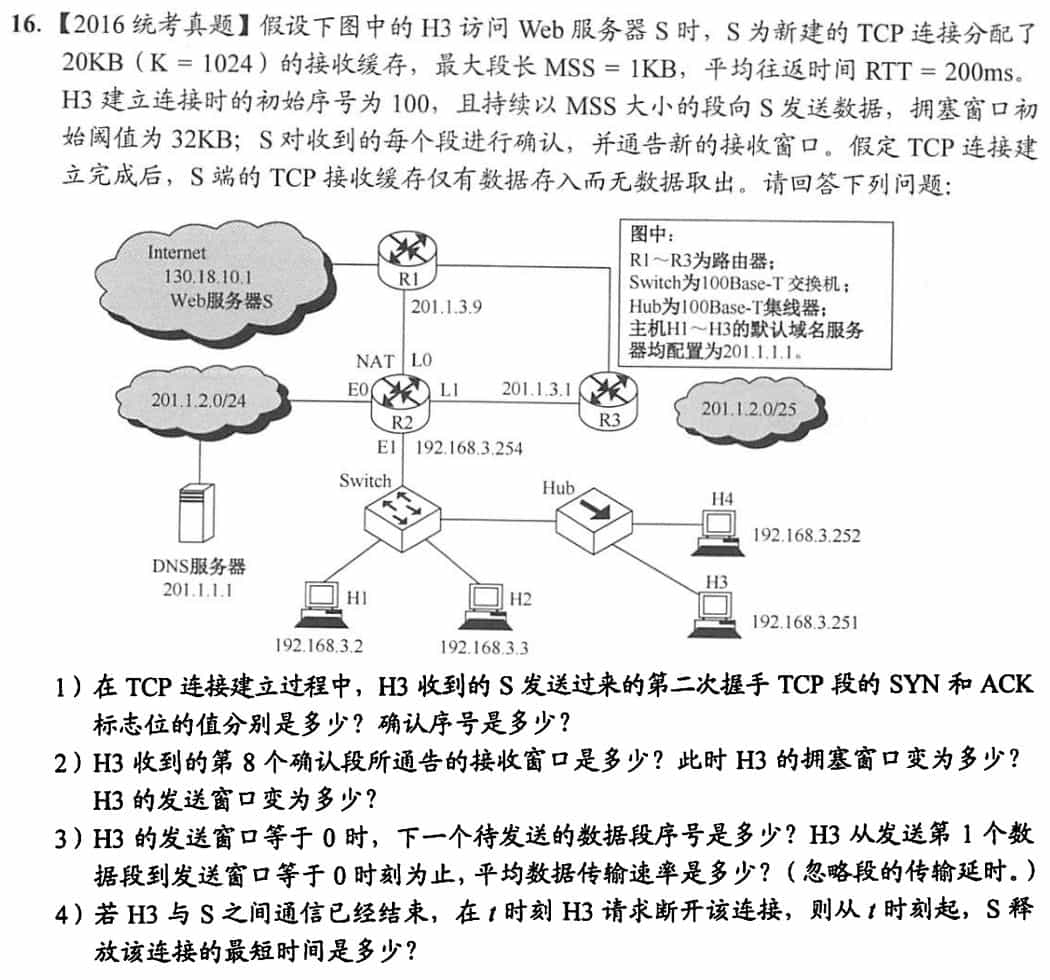 16.【2016统考真题】假设下图中的 H3 访问 Web 服务器 S 时，S 为新建的 TCP 连接分配了
20KB（K = 1024）的接收缓存，最大段长 MSS = 1KB，平均往返时间 RTT = 200ms。
H3 建立连接时的初始序号为 100，且持续以 MSS 大小的段向 S 发送数据，拥塞窗口初
始阈值为 32KB；S 对收到的每个段进行确认，并通告新的接收窗口。假定 TCP 连接建
立完成后，S 端的 TCP 接收缓存仅有数据存入而无数据取出。请回答下列问题：
Internet
130.18.10.1
Web服务器S
R1
201.1.3.9
图中：
R1～R3为路由器；
Switch为100Base-T 交换机；
Hub为100Base-T集线器；
主机H1～H3的默认域名服务
器均配置为201.1.1.1。
NAT
L0
201.1.2.0/24
E0
R2
L1
201.1.3.1
R3
201.1.2.0/25
E1
192.168.3.254
Switch
Hub
H4
192.168.3.252
DNS服务器
201.1.1.1
H1
192.168.3.2
H2
192.168.3.3
H3
192.168.3.251
1）在 TCP 连接建立过程中，H3 收到的 S 发送过来的第二次握手 TCP 段的 SYN 和 ACK
标志位的值分别是多少？确认序号是多少？
2）H3 收到的第 8 个确认段所通告的接收窗口是多少？此时 H3 的拥塞窗口变为多少？
H3 的发送窗口变为多少？
3）H3 的发送窗口等于 0 时，下一个待发送的数据段序号是多少？H3 从发送第 1 个数
据段到发送窗口等于 0 时刻为止，平均数据传输速率是多少？（忽略段的传输延时。）
4）若 H3 与 S 之间通信已经结束，在 t 时刻 H3 请求断开该连接，则从 t 时刻起，S 释
放该连接的最短时间是多少？